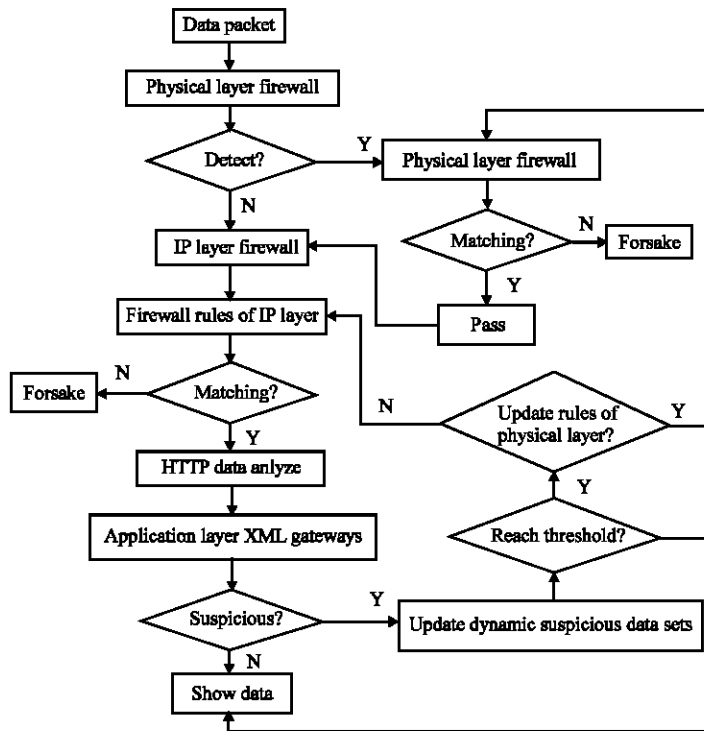 Data packet
Physical layer firewall
Detect?
Y
Physical layer firewall
N
Matching?
N
Forsake
IP layer firewall
Y
Firewall rules of IP layer
Pass
Forsake
N
Matching?
N
Update rules of
physical layer?
Y
Y
HTTP data anlyze
Y
Application layer XML gateways
Reach threshold?
Suspicious?
Y
Update dynamic suspicious data sets
N
Show data